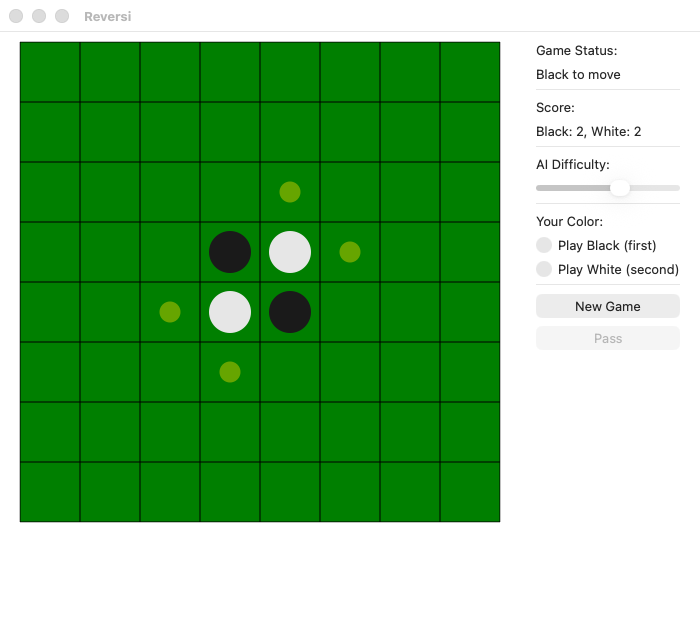 Reversi
Game Status:
Black to move
Score:
Black: 2, White: 2
AI Difficulty:
Your Color:
Play Black (first)
Play White (second)
New Game
Pass